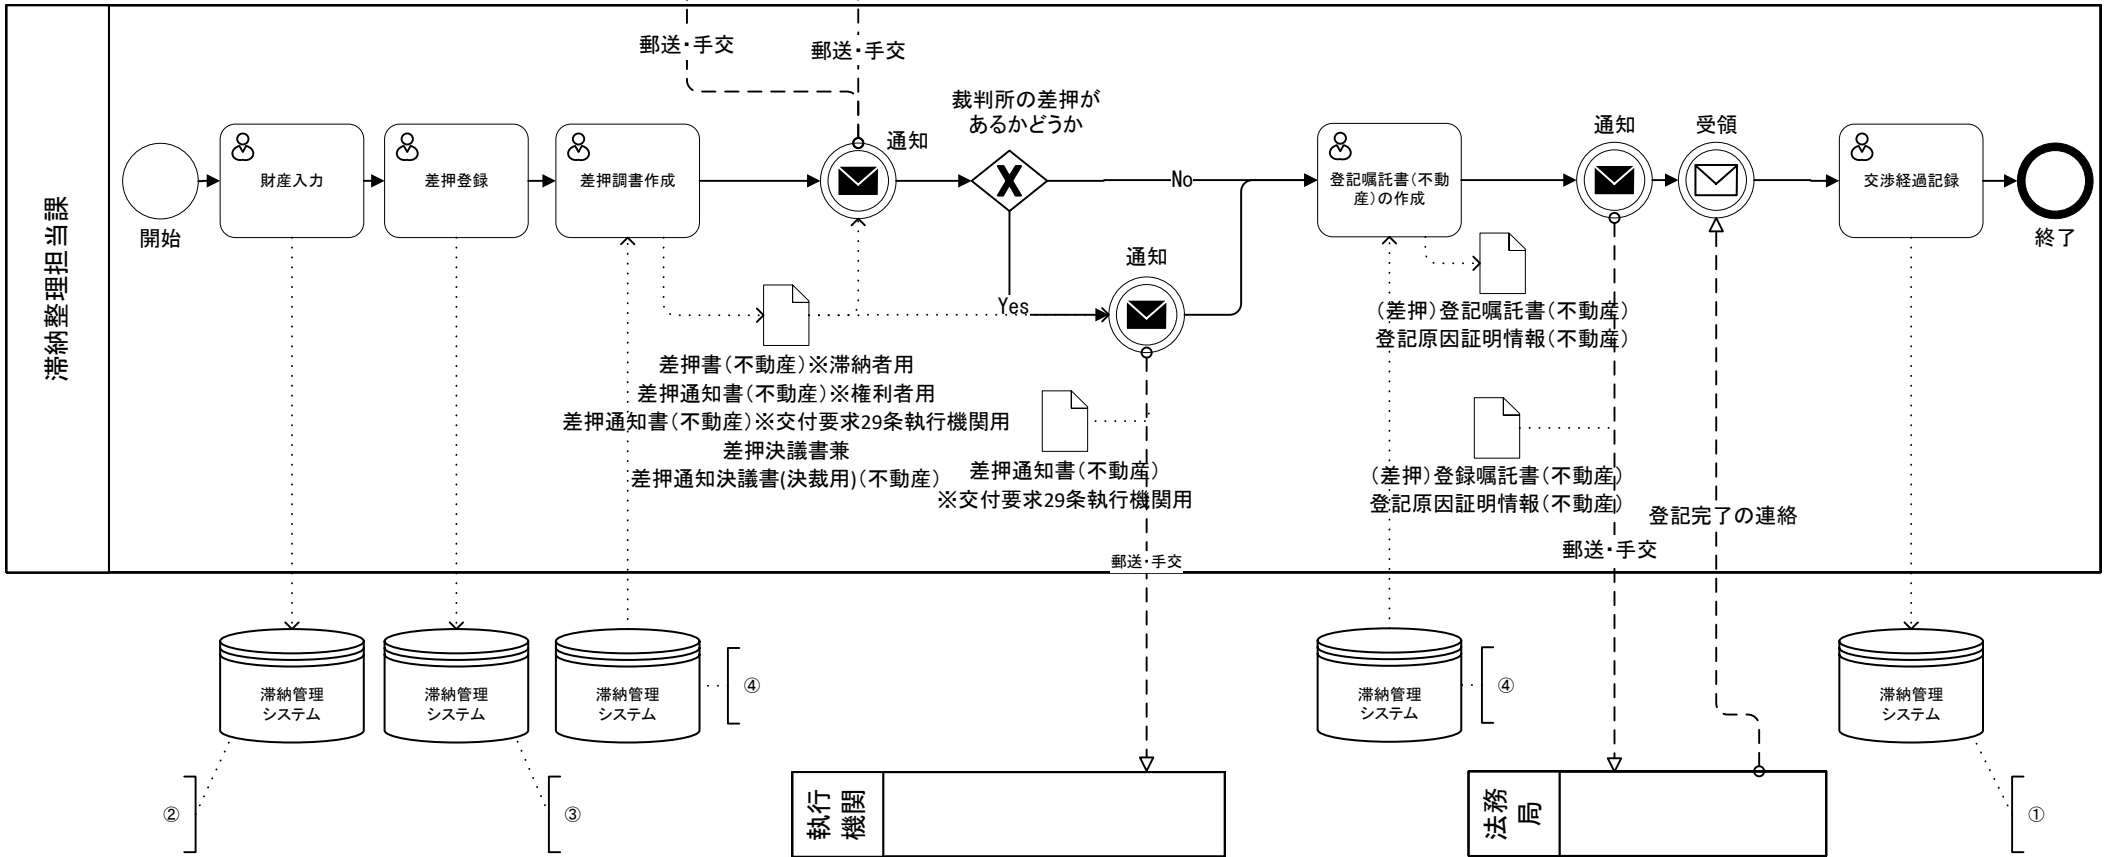 滞納整理担当課
郵送・手交
郵送・手交
開始
財産入力
差押登録
差押調書作成
通知
裁判所の差押が
あるかどうか
No
Yes
通知
登記嘱託書(不動
産)の作成
通知
受領
交渉経過記録
終了
差押書(不動産)※滞納者用
差押通知書(不動産)※権利者用
差押通知書(不動産)※交付要求29条執行機関用
差押決議書兼
差押通知決議書(決裁用)(不動産)
差押通知書(不動産)
※交付要求29条執行機関用
郵送・手交
(差押)登記嘱託書(不動産)
登記原因証明情報(不動産)
(差押)登録嘱託書(不動産)
登記原因証明情報(不動産)
郵送・手交
登記完了の連絡
滞納管理
システム
滞納管理
システム
滞納管理
システム
④
滞納管理
システム
④
滞納管理
システム
②
③
執行
機関
法務
局
①